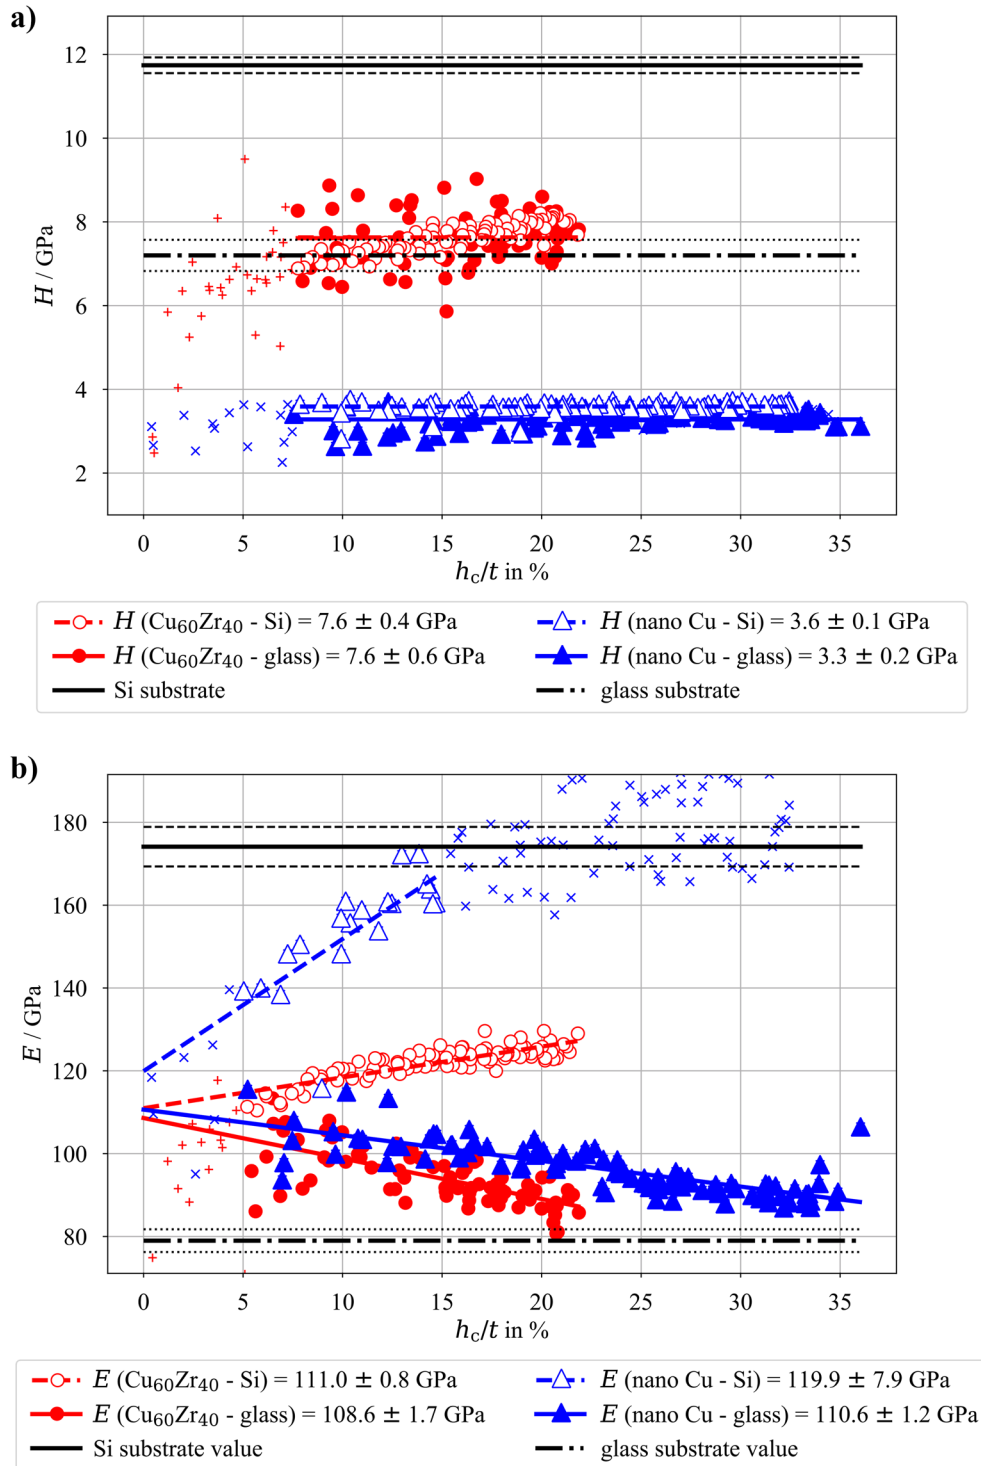 a)
12
10
8
6
4
2
H / GPa
0 5 10 15 20 25 30 35
hc/t in %
H (Cu60Zr40 - Si) = 7.6 ± 0.4 GPa
H (nano Cu - Si) = 3.6 ± 0.1 GPa
H (Cu60Zr40 - glass) = 7.6 ± 0.6 GPa
H (nano Cu - glass) = 3.3 ± 0.2 GPa
Si substrate
glass substrate
b)
180
160
140
120
100
80
E / GPa
0 5 10 15 20 25 30 35
hc/t in %
E (Cu60Zr40 - Si) = 111.0 ± 0.8 GPa
E (nano Cu - Si) = 119.9 ± 7.9 GPa
E (Cu60Zr40 - glass) = 108.6 ± 1.7 GPa
E (nano Cu - glass) = 110.6 ± 1.2 GPa
Si substrate value
glass substrate value